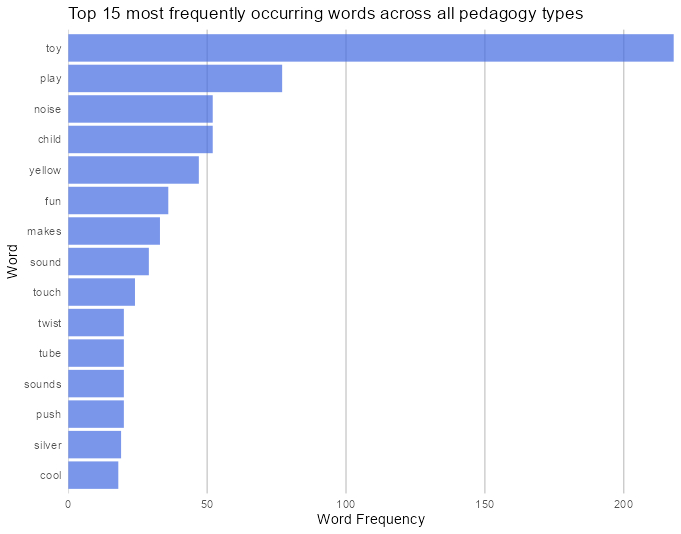 Top 15 most frequently occurring words across all pedagogy types
toy
play
noise
child
yellow
fun
makes
sound
touch
twist
tube
sounds
push
silver
cool
Word
0 50 100 150 200
Word Frequency